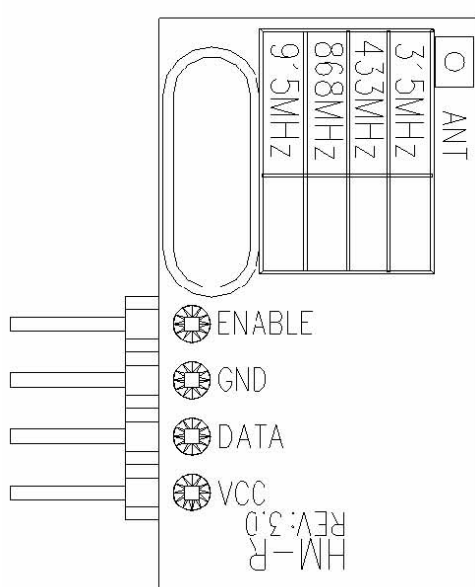 3'5MHz
433MHz
868MHz
9'5MHz
ANT
ENABLE
GND
DATA
VCC
HM-R
REV:3.0